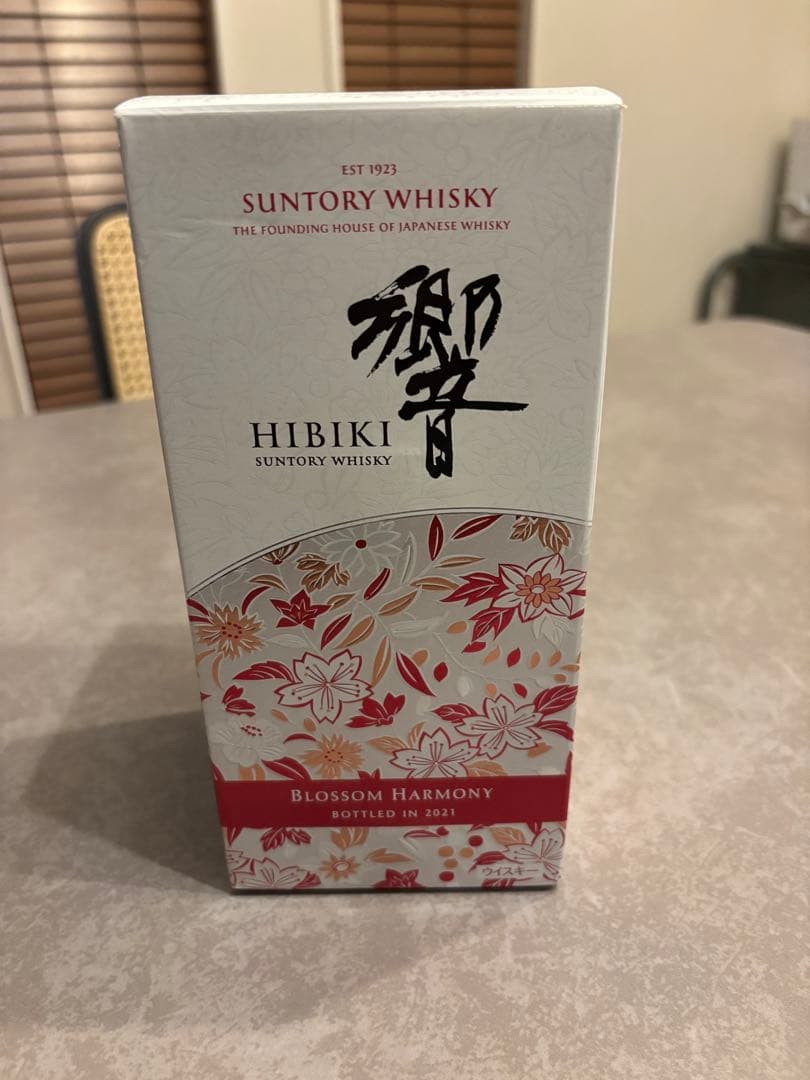 EST 1923
SUNTORY WHISKY
THE FOUNDING HOUSE OF JAPANESE WHISKY
響
HIBIKI
SUNTORY WHISKY
BLOSSOM HARMONY
BOTTLED IN 2021
ウイスキー